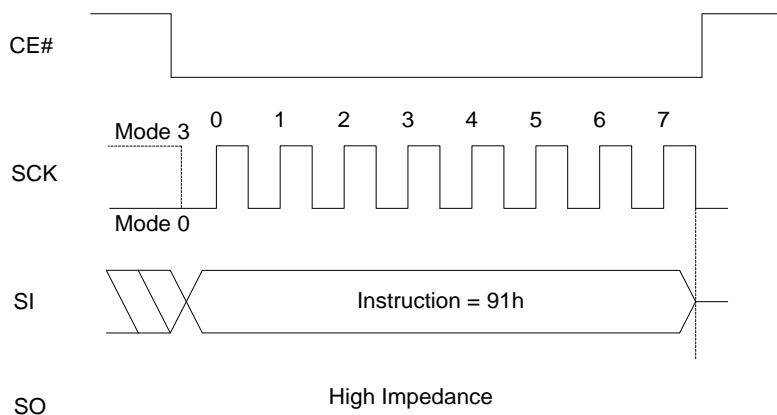 CE#
0 1 2 3 4 5 6 7
Mode 3
SCK
Mode 0
SI
Instruction = 91h
High Impedance
SO